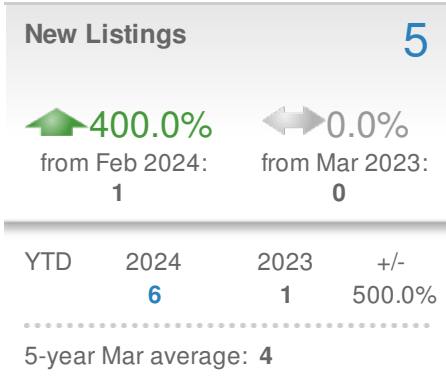 New Listings 5
400.0% 0.0%
from Feb 2024: from Mar 2023:
1 0
YTD 2024 2023 +/-
6 1 500.0%
5-year Mar average: 4